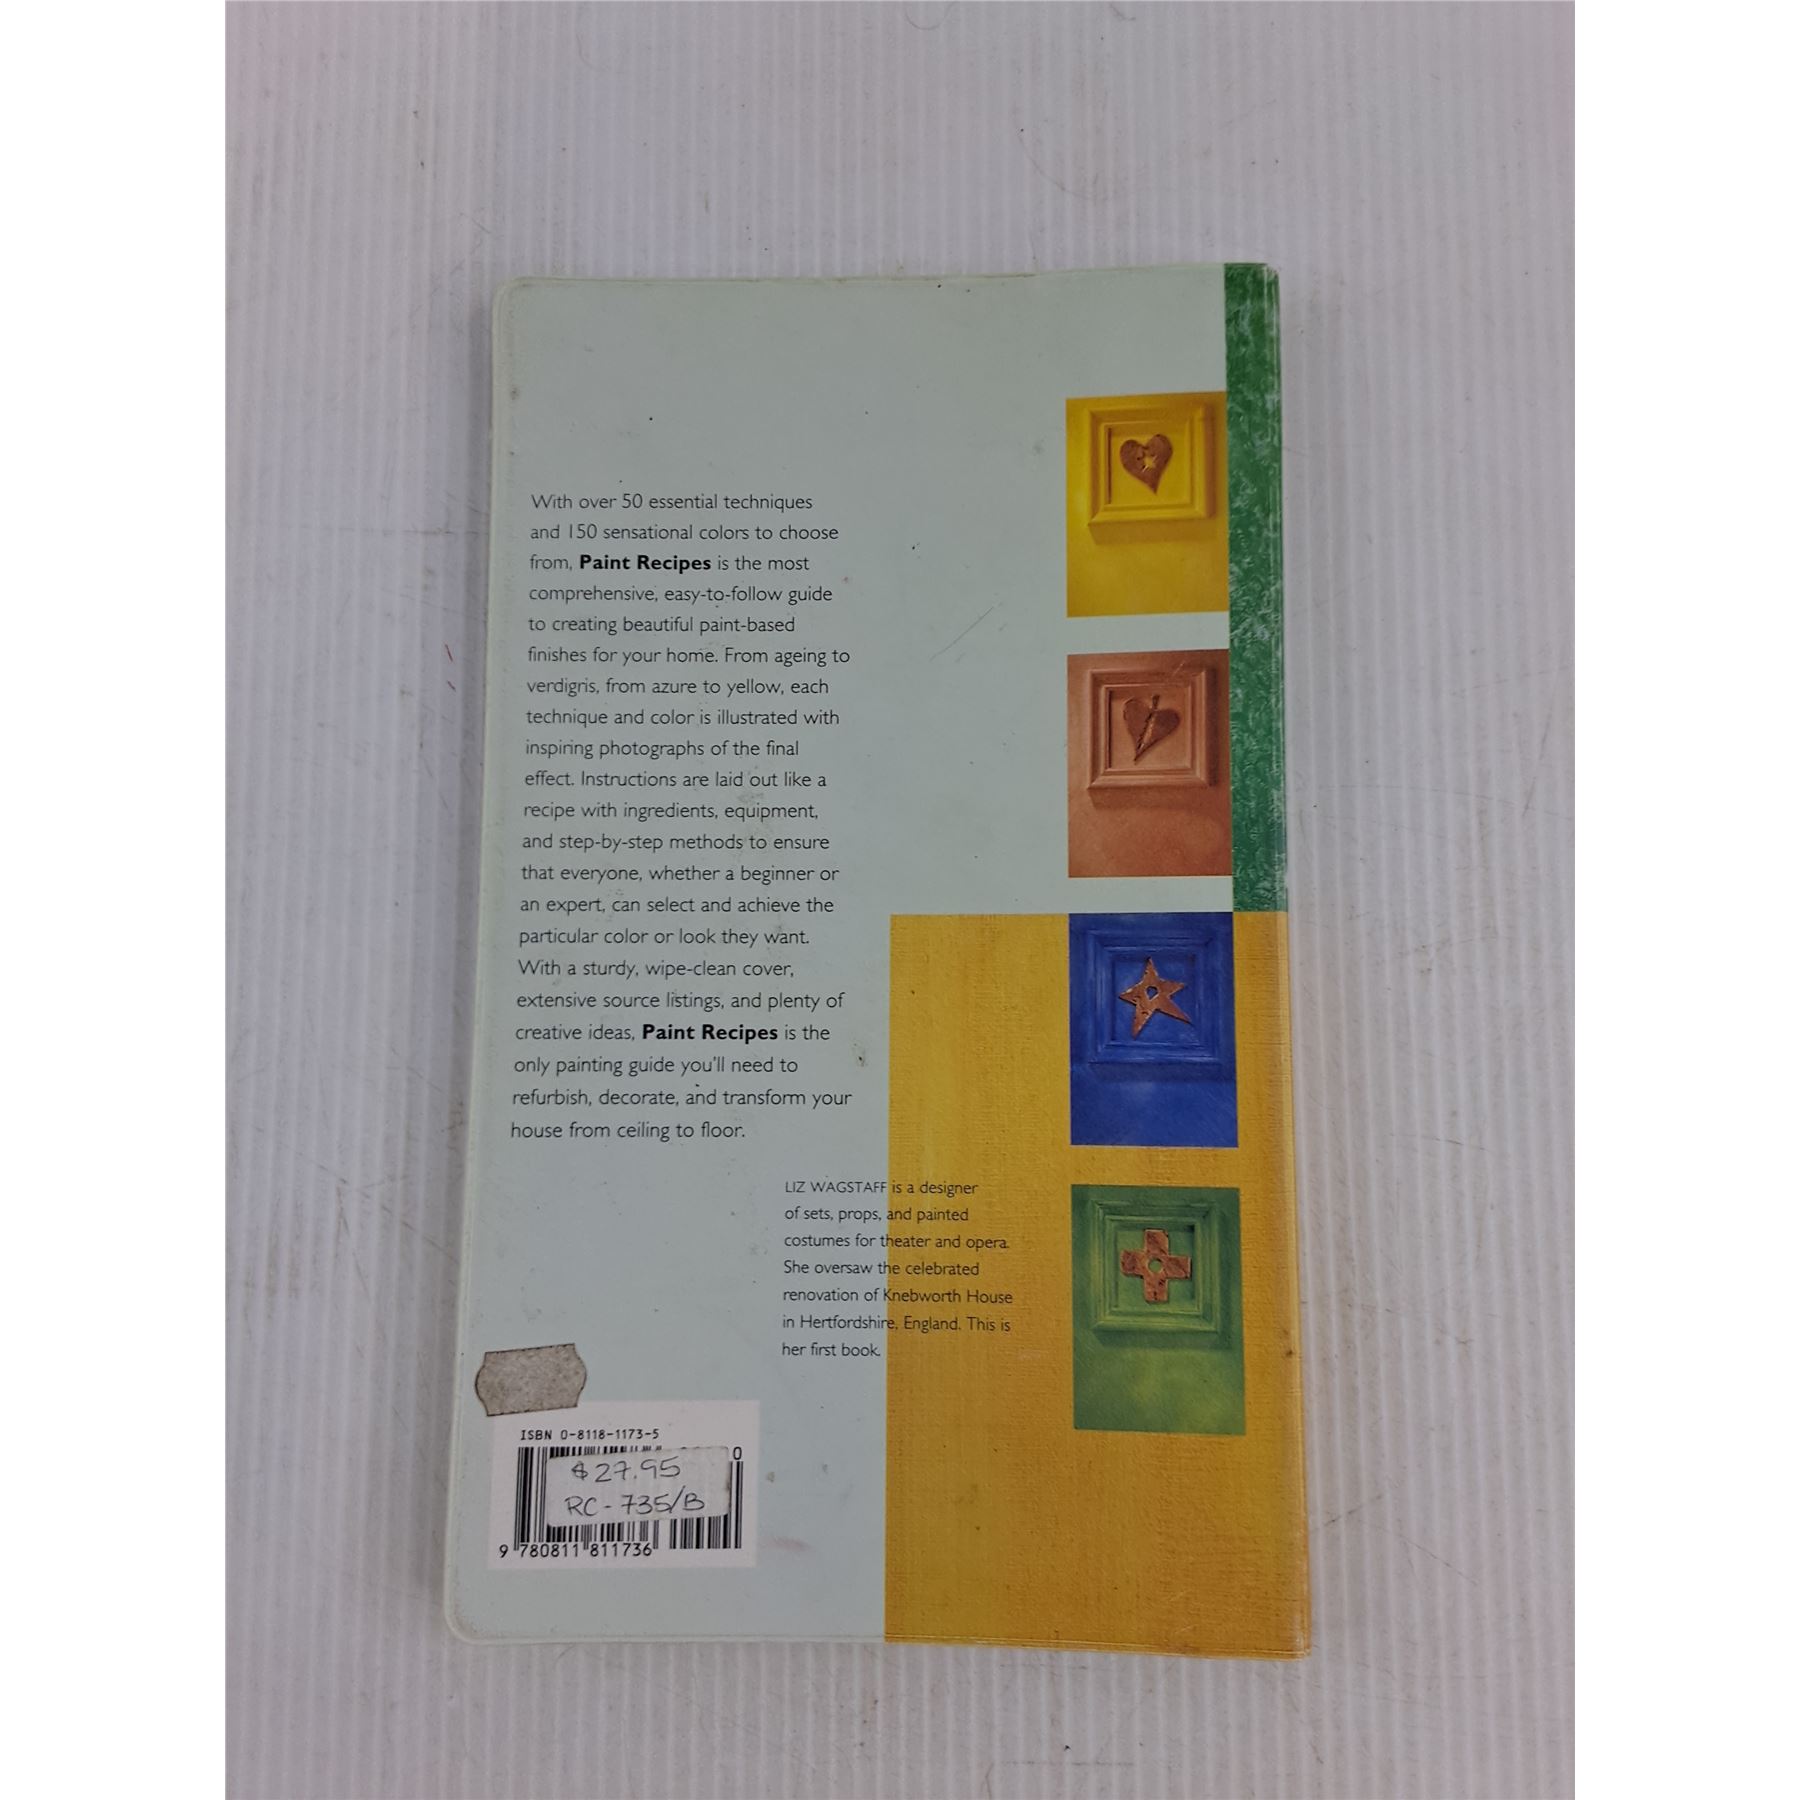 With over 50 essential techniques
and 150 sensational colors to choose
from, Paint Recipes is the most
comprehensive, easy-to-follow guide
to creating beautiful paint-based
finishes for your home. From ageing to
verdigris, from azure to yellow, each
technique and color is illustrated with
inspiring photographs of the final
effect. Instructions are laid out like a
recipe with ingredients, equipment,
and step-by-step methods to ensure
that everyone, whether a beginner or
an expert, can select and achieve the
particular color or look they want.
With a sturdy, wipe-clean cover,
extensive source listings, and plenty of
creative ideas, Paint Recipes is the
only painting guide you'll need to
refurbish, decorate, and transform your
house from ceiling to floor.
LIZ WAGSTAFF is a designer
of sets, props, and painted
costumes for theater and opera.
She oversaw the celebrated
renovation of Knebworth House
in Hertfordshire, England. This is
her first book.
ISBN 0-8118-1173-5
$27.95
RC-735/B
9 780811 811736